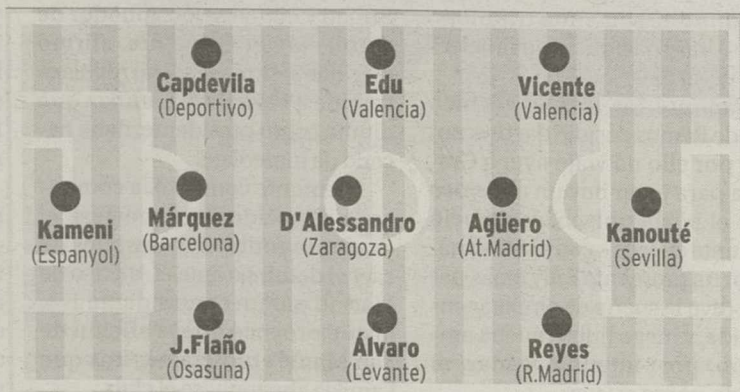 Capdevila
(Deportivo)
Edu
(Valencia)
Vicente
(Valencia)
Kameni
(Espanyol)
Márquez
(Barcelona)
D'Alessandro
(Zaragoza)
Agüero
(At.Madrid)
Kanouté
(Sevilla)
J.Flaño
(Osasuna)
Álvaro
(Levante)
Reyes
(R.Madrid)